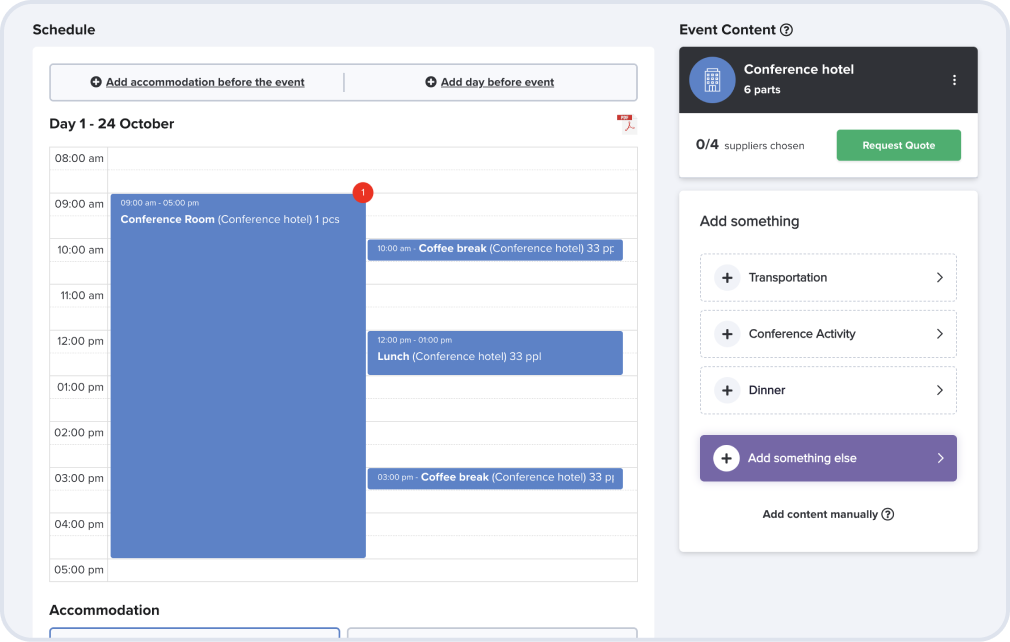 Schedule
Add accommodation before the event
Add day before event
Day 1 - 24 October
PDF
08:00 am
09:00 am
10:00 am
11:00 am
12:00 pm
01:00 pm
02:00 pm
03:00 pm
04:00 pm
05:00 pm
1
09:00 am - 05:00 pm
Conference Room (Conference hotel) 1 pcs
10:00 am - Coffee break (Conference hotel) 33 pp
12:00 pm - 01:00 pm
Lunch (Conference hotel) 33 ppl
03:00 pm - Coffee break (Conference hotel) 33 p
Accommodation
Event Content ?
Conference hotel
6 parts
0/4 suppliers chosen
Request Quote
Add something
Transportation
Conference Activity
Dinner
Add something else
Add content manually ?